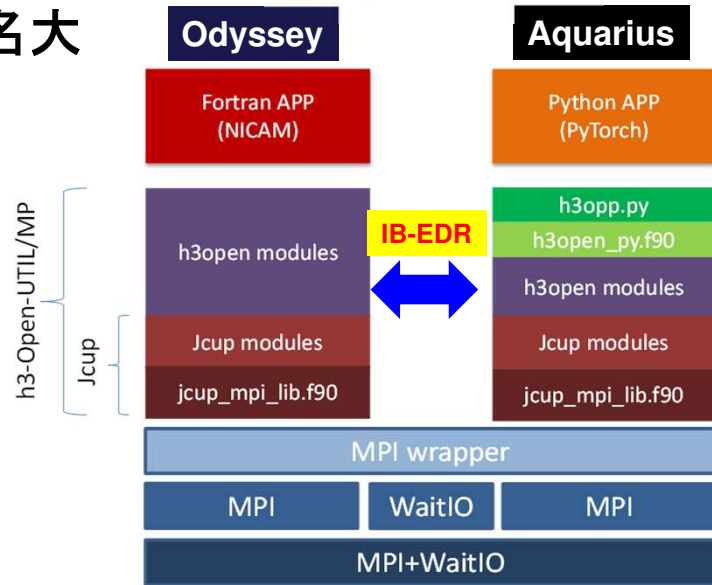 名大
Odyssey
Aquarius
Fortran APP
(NICAM)
Python APP
(PyTorch)
h3-Open-UTIL/MP
Jcup
h3open modules
Jcup modules
jcup_mpi_lib.f90
IB-EDR
h3opp.py
h3open_py.f90
h3open modules
Jcup modules
jcup_mpi_lib.f90
MPI wrapper
MPI
WaitIO
MPI
MPI+WaitIO